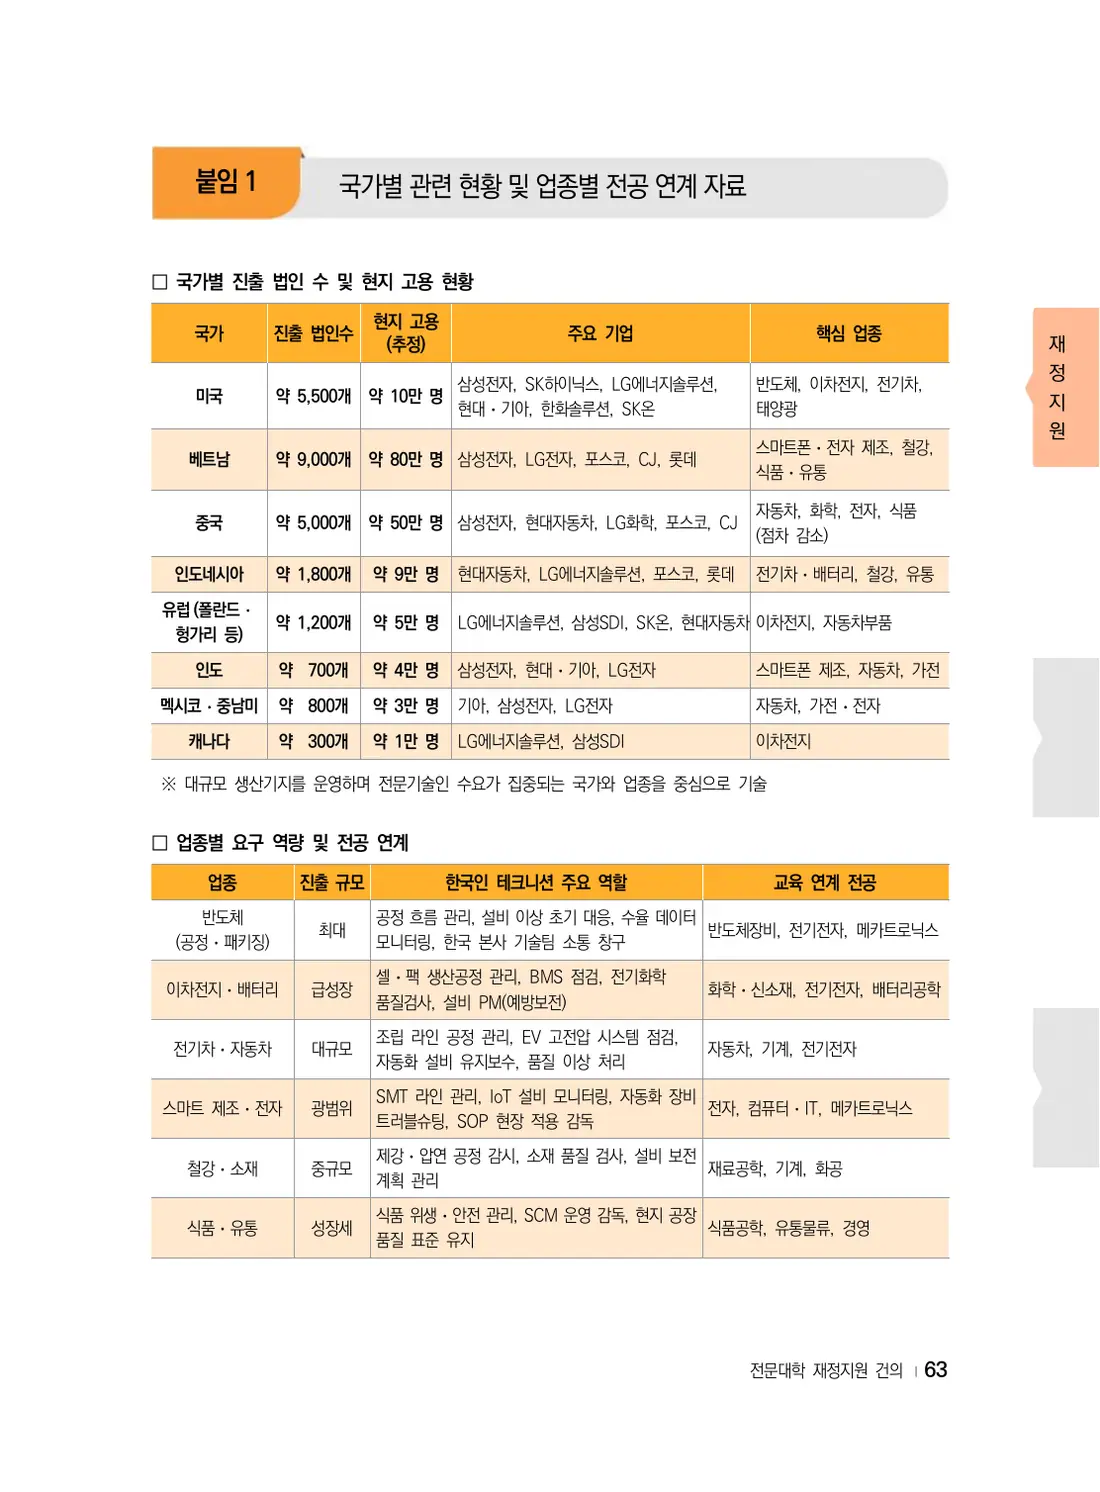 붙임 1
국가별 관련 현황 및 업종별 전공 연계 자료
□ 국가별 진출 법인 수 및 현지 고용 현황
국가 진출 법인수 현지 고용 (추정) 주요 기업 핵심 업종
미국 약 5,500개 약 10만 명 삼성전자, SK하이닉스, LG에너지솔루션, 현대・기아, 한화솔루션, SK온 반도체, 이차전지, 전기차, 태양광
베트남 약 9,000개 약 80만 명 삼성전자, LG전자, 포스코, CJ, 롯데 스마트폰・전자 제조, 철강, 식품・유통
중국 약 5,000개 약 50만 명 삼성전자, 현대자동차, LG화학, 포스코, CJ 자동차, 화학, 전자, 식품 (점차 감소)
인도네시아 약 1,800개 약 9만 명 현대자동차, LG에너지솔루션, 포스코, 롯데 전기차・배터리, 철강, 유통
유럽(폴란드・헝가리 등) 약 1,200개 약 5만 명 LG에너지솔루션, 삼성SDI, SK온, 현대자동차 이차전지, 자동차부품
인도 약 700개 약 4만 명 삼성전자, 현대・기아, LG전자 스마트폰 제조, 자동차, 가전
멕시코・중남미 약 800개 약 3만 명 기아, 삼성전자, LG전자 자동차, 가전・전자
캐나다 약 300개 약 1만 명 LG에너지솔루션, 삼성SDI 이차전지
※ 대규모 생산기지를 운영하며 전문기술인 수요가 집중되는 국가와 업종을 중심으로 기술
□ 업종별 요구 역량 및 전공 연계
업종 진출 규모 한국인 테크니션 주요 역할 교육 연계 전공
반도체 (공정・패키징) 최대 공정 흐름 관리, 설비 이상 초기 대응, 수율 데이터 모니터링, 한국 본사 기술팀 소통 창구 반도체장비, 전기전자, 메카트로닉스
이차전지・배터리 급성장 셀・팩 생산공정 관리, BMS 점검, 전기화학 품질검사, 설비 PM(예방보전) 화학・신소재, 전기전자, 배터리공학
전기차・자동차 대규모 조립 라인 공정 관리, EV 고전압 시스템 점검, 자동화 설비 유지보수, 품질 이상 처리 자동차, 기계, 전기전자
스마트 제조・전자 광범위 SMT 라인 관리, IoT 설비 모니터링, 자동화 장비 트러블슈팅, SOP 현장 적용 감독 전자, 컴퓨터・IT, 메카트로닉스
철강・소재 중규모 제강・압연 공정 감시, 소재 품질 검사, 설비 보전 계획 관리 재료공학, 기계, 화공
식품・유통 성장세 식품 위생・안전 관리, SCM 운영 감독, 현지 공장 품질 표준 유지 식품공학, 유통물류, 경영
재정지원
전문대학 재정지원 건의 | 63